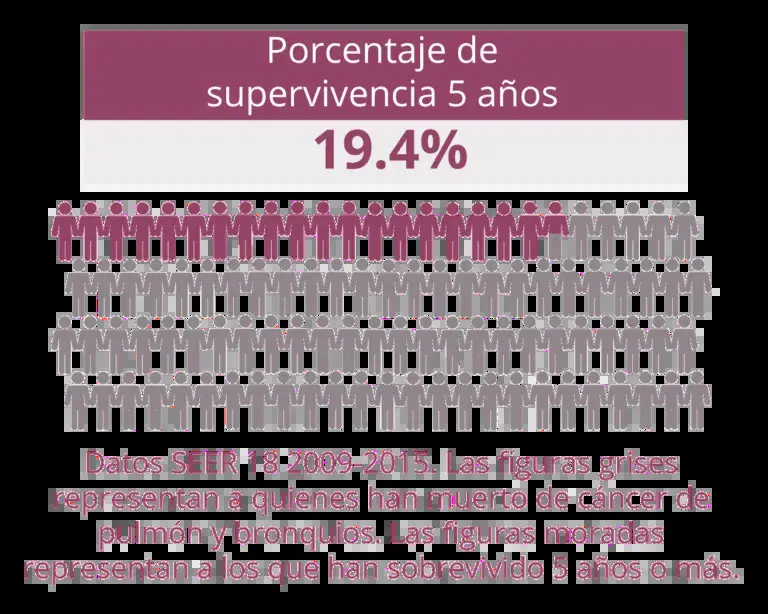 Porcentaje de
supervivencia 5 años
19.4%
Datos SEER 18 2009–2015. Las figuras grises
representan a quienes han muerto de cáncer de
pulmón y bronquios. Las figuras moradas
representan a los que han sobrevivido 5 años o más.